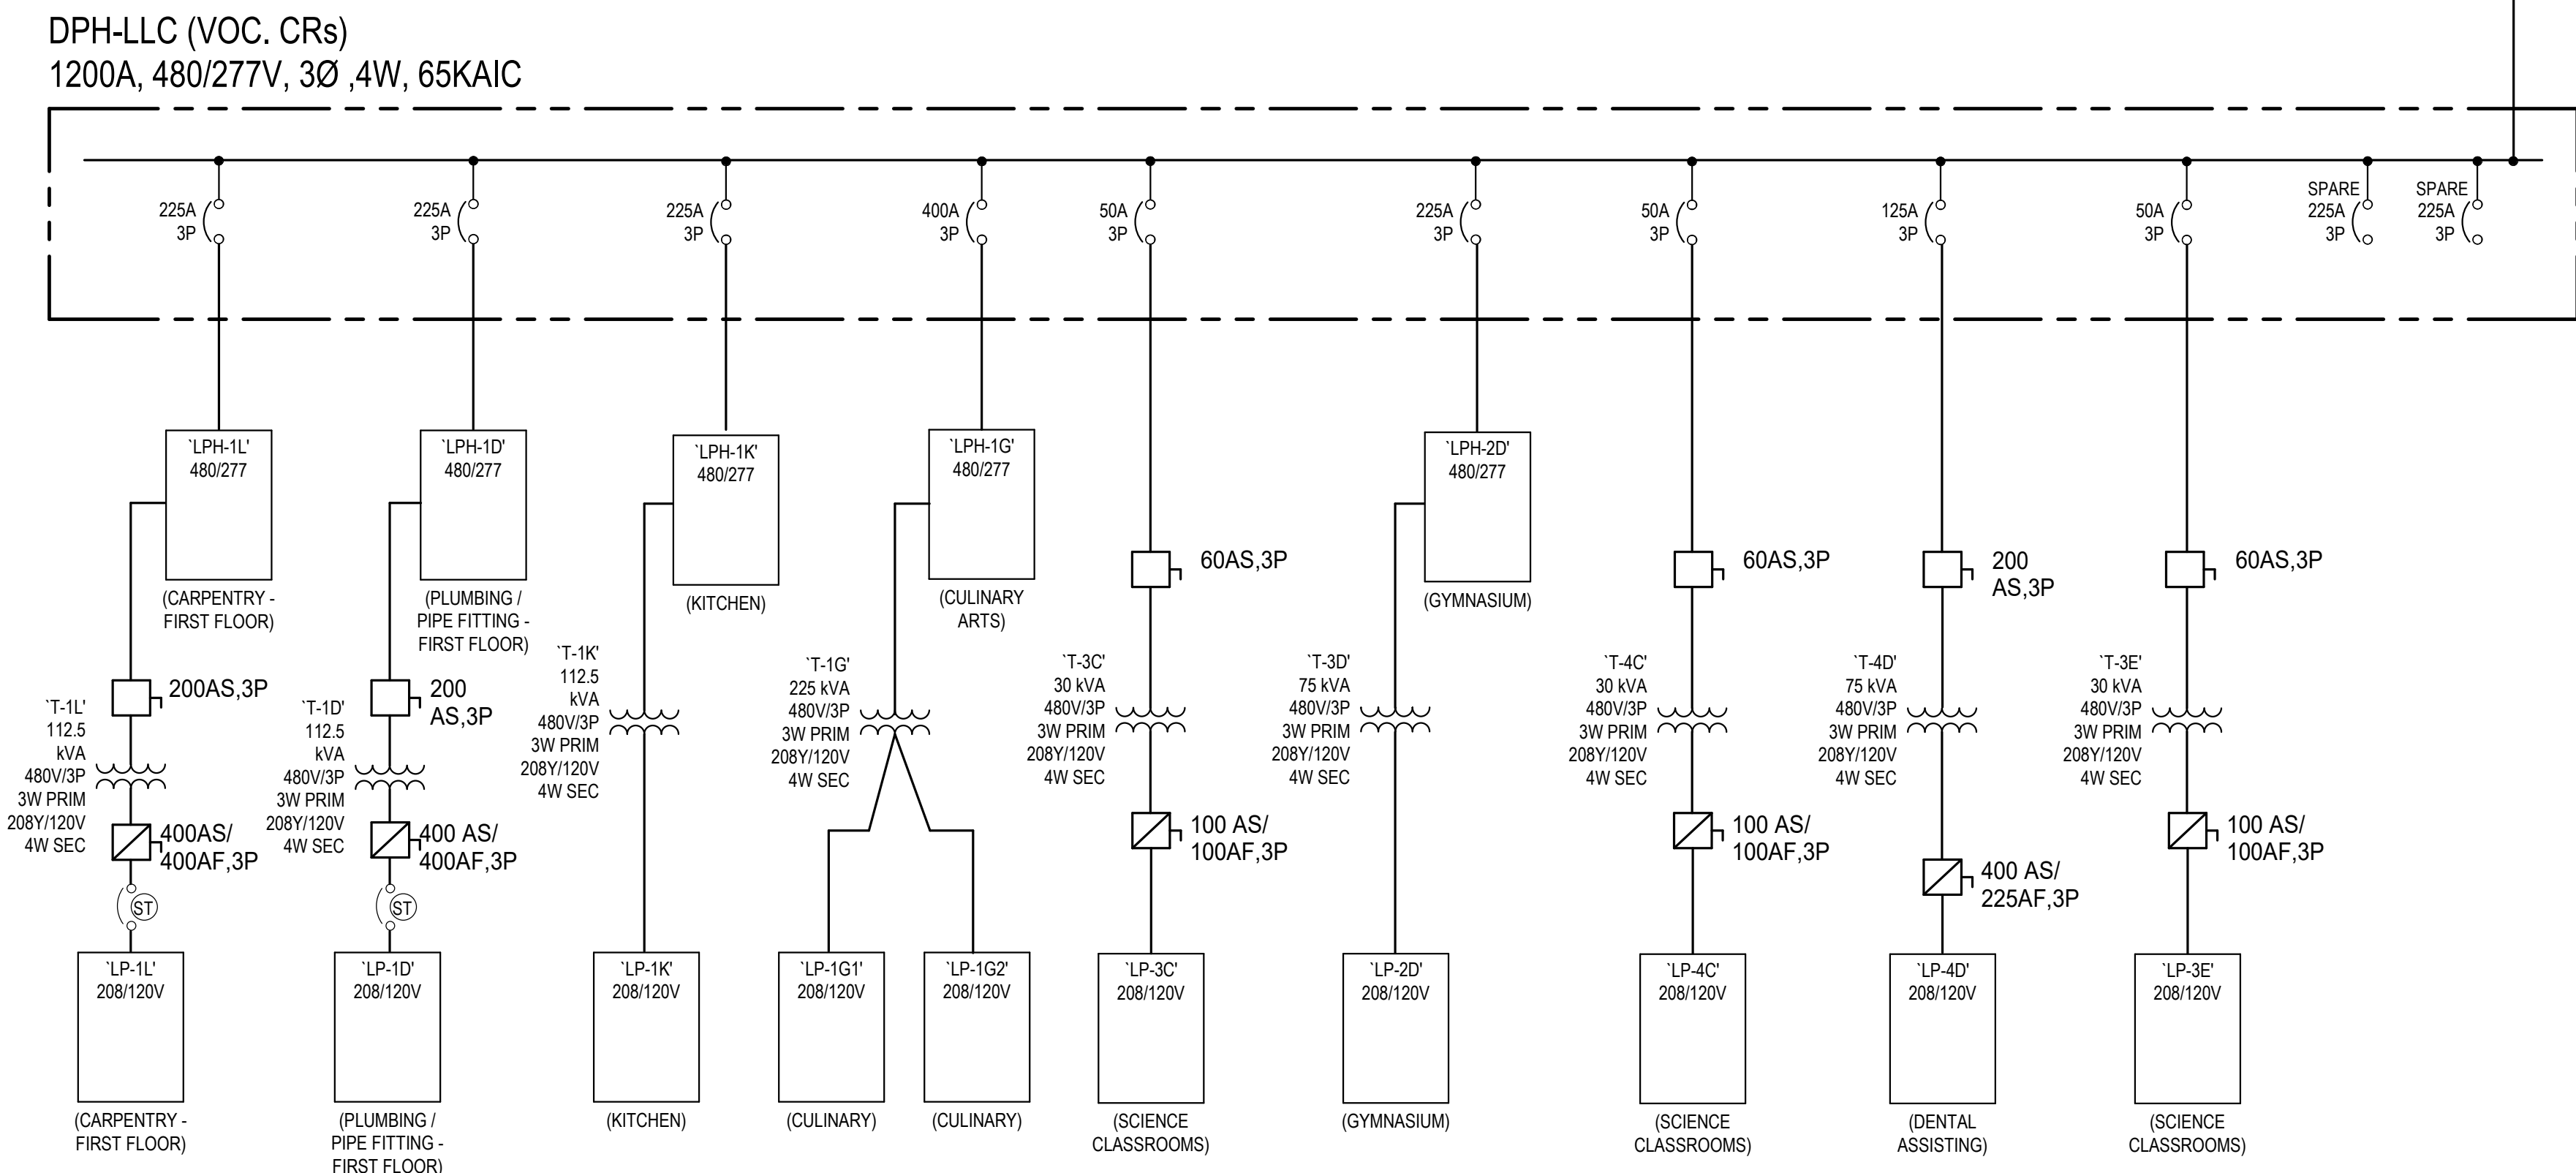 DPH-LLC (VOC. CRs)
1200A, 480/277V, 3Ø ,4W, 65KAIC
225A
3P
225A
3P
225A
3P
400A
3P
50A
3P
225A
3P
50A
3P
125A
3P
50A
3P
SPARE
225A
3P
SPARE
225A
3P
`LPH-1L'
480/277
(CARPENTRY -
FIRST FLOOR)
`LPH-1D'
480/277
(PLUMBING /
PIPE FITTING -
FIRST FLOOR)
`LPH-1K'
480/277
(KITCHEN)
`LPH-1G'
480/277
(CULINARY
ARTS)
`LPH-2D'
480/277
(GYMNASIUM)
60AS,3P
60AS,3P
200
AS,3P
60AS,3P
200AS,3P
`T-1L'
112.5
kVA
480V/3P
3W PRIM
208Y/120V
4W SEC
400AS/
400AF,3P
ST
200
AS,3P
`T-1D'
112.5
kVA
480V/3P
3W PRIM
208Y/120V
4W SEC
400 AS/
400AF,3P
ST
`T-1K'
112.5
kVA
480V/3P
3W PRIM
208Y/120V
4W SEC
`T-1G'
225 kVA
480V/3P
3W PRIM
208Y/120V
4W SEC
`T-3C'
30 kVA
480V/3P
3W PRIM
208Y/120V
4W SEC
100 AS/
100AF,3P
`T-3D'
75 kVA
480V/3P
3W PRIM
208Y/120V
4W SEC
`T-4C'
30 kVA
480V/3P
3W PRIM
208Y/120V
4W SEC
100 AS/
100AF,3P
`T-4D'
75 kVA
480V/3P
3W PRIM
208Y/120V
4W SEC
400 AS/
225AF,3P
`T-3E'
30 kVA
480V/3P
3W PRIM
208Y/120V
4W SEC
100 AS/
100AF,3P
`LP-1L'
208/120V
(CARPENTRY -
FIRST FLOOR)
`LP-1D'
208/120V
(PLUMBING /
PIPE FITTING -
FIRST FLOOR)
`LP-1K'
208/120V
(KITCHEN)
`LP-1G1'
208/120V
(CULINARY)
`LP-1G2'
208/120V
(CULINARY)
`LP-3C'
208/120V
(SCIENCE
CLASSROOMS)
`LP-2D'
208/120V
(GYMNASIUM)
`LP-4C'
208/120V
(SCIENCE
CLASSROOMS)
`LP-4D'
208/120V
(DENTAL
ASSISTING)
`LP-3E'
208/120V
(SCIENCE
CLASSROOMS)